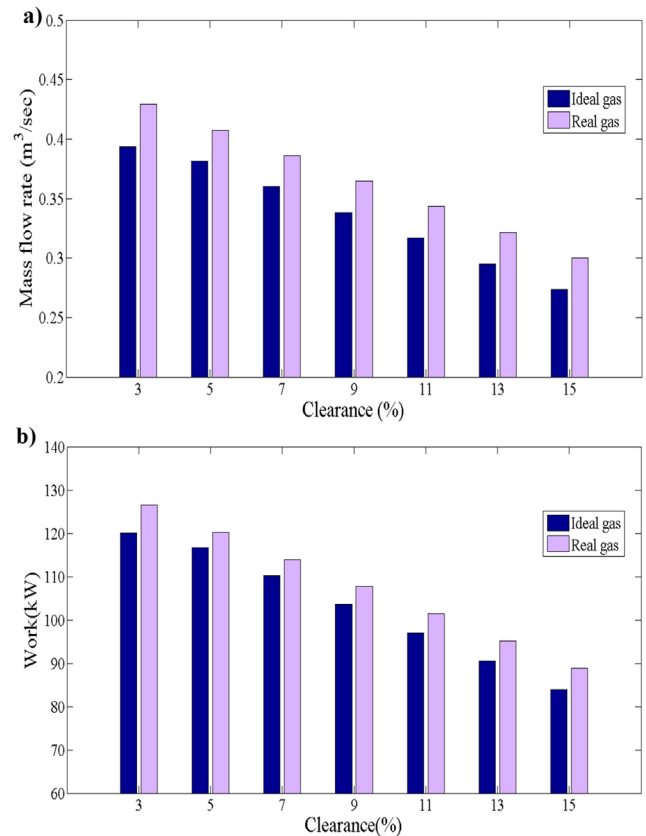 a)
0.5
0.45
0.4
0.35
0.3
0.25
0.2
Mass flow rate (m³/sec)
Ideal gas
Real gas
3 5 7 9 11 13 15
Clearance (%)
b)
140
130
120
110
100
90
80
70
60
Work(kW)
Ideal gas
Real gas
3 5 7 9 11 13 15
Clearance(%)